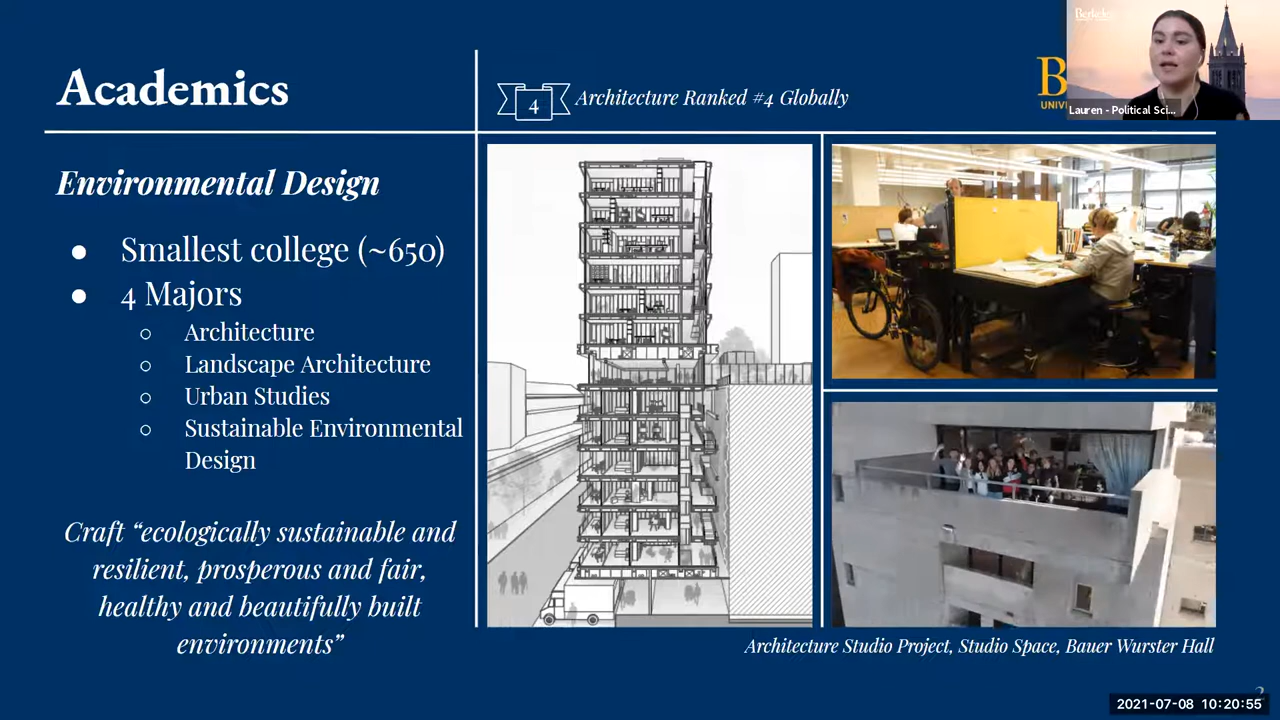 Academics
4
Architecture Ranked #4 Globally
Berkeley
B
UNIV
Lauren - Political Sci...
Environmental Design
Smallest college (~650)
4 Majors
Architecture
Landscape Architecture
Urban Studies
Sustainable Environmental
Design
Craft “ecologically sustainable and
resilient, prosperous and fair,
healthy and beautifully built
environments”
Architecture Studio Project, Studio Space, Bauer Wurster Hall
2021-07-08 10:20:55